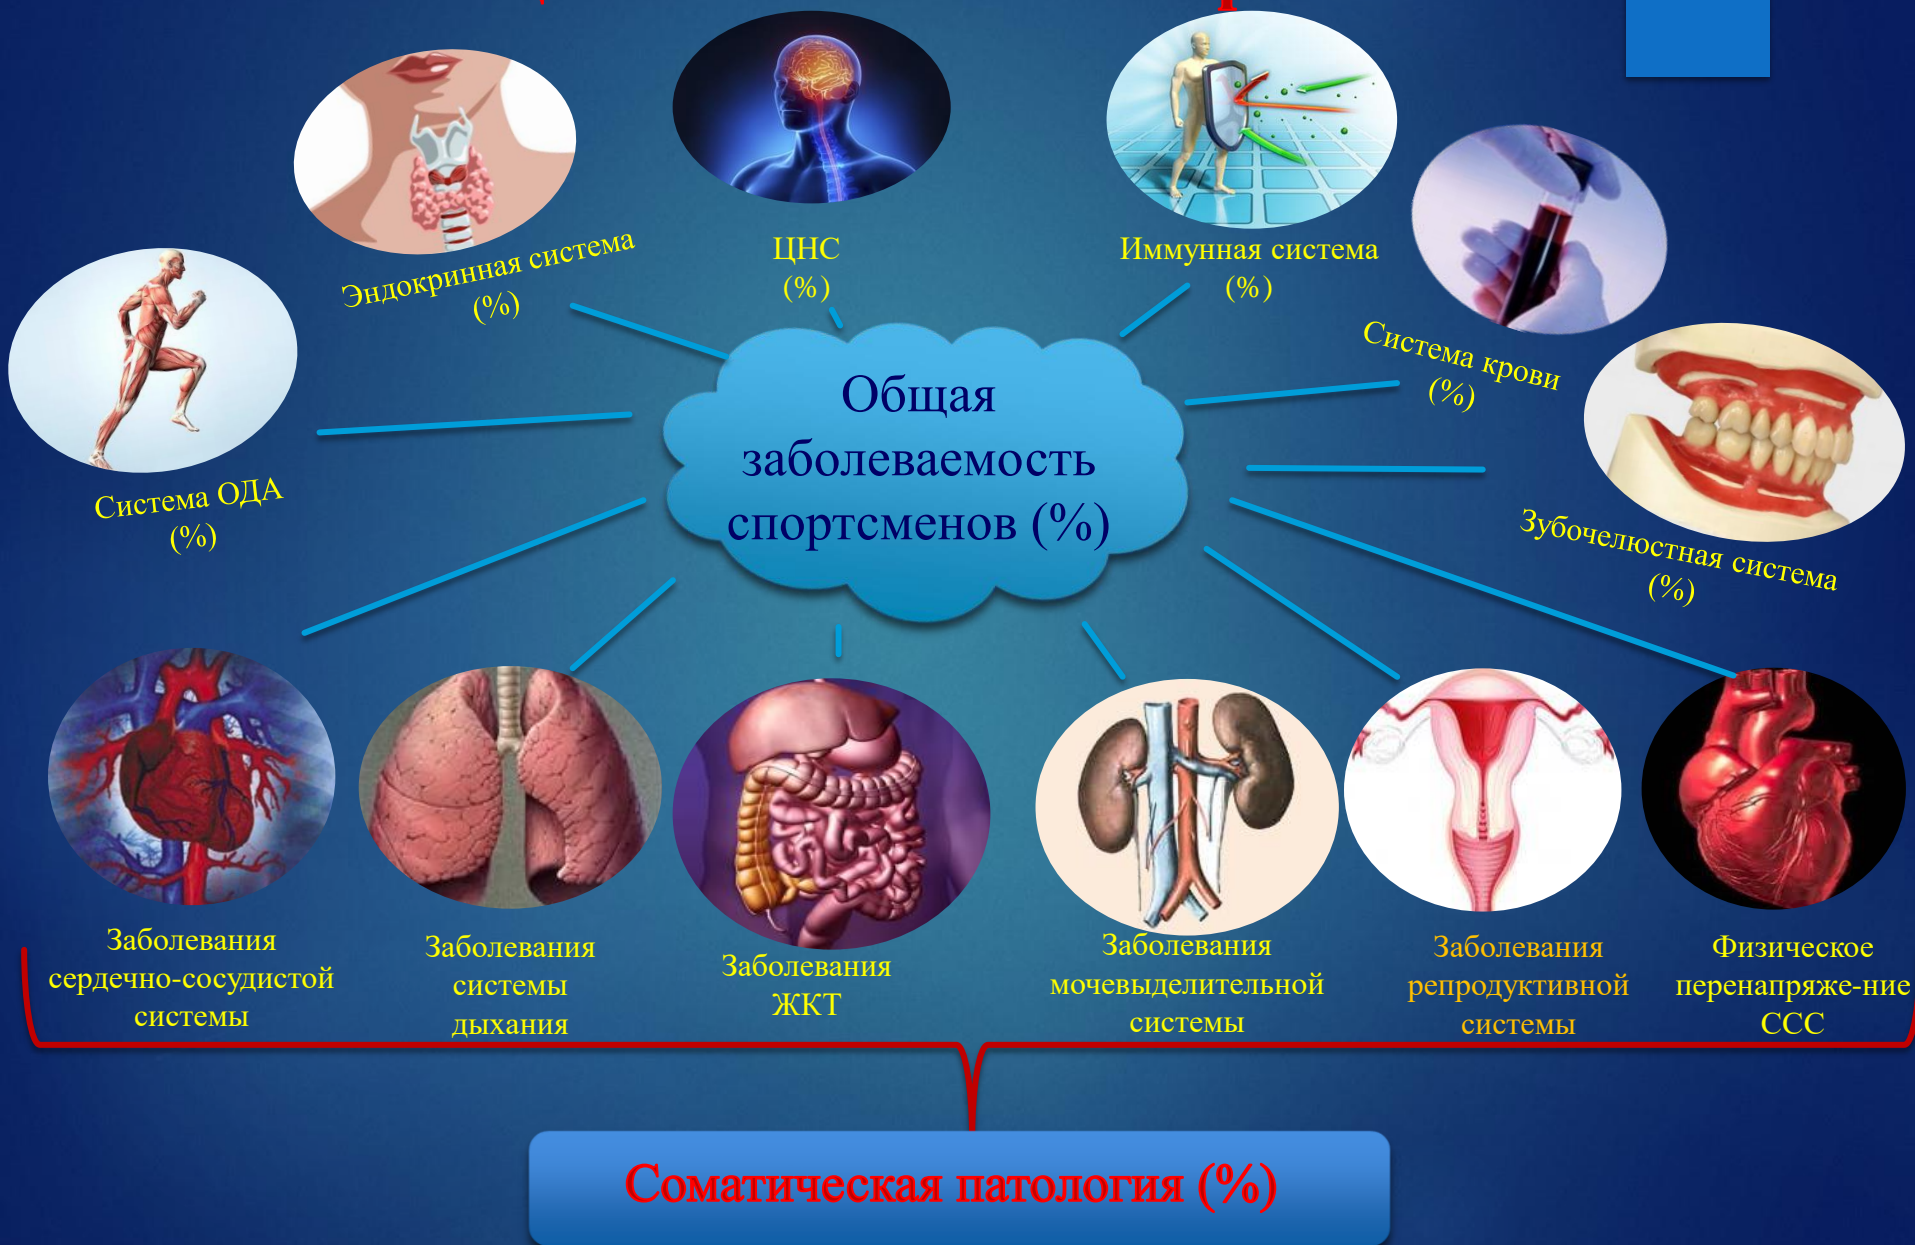 ЦНС
(%)
Иммунная система
(%)
Эндокринная система
(%)
Система крови
(%)
Система ОДА
(%)
Общая
заболеваемость
спортсменов (%)
Зубочелюстная система
(%)
Заболевания
сердечно-сосудистой
системы
Заболевания
системы
дыхания
Заболевания
ЖКТ
Заболевания
мочевыделительной
системы
Заболевания
репродуктивной
системы
Физическое
перенапряже-ние
ССС
Соматическая патология (%)